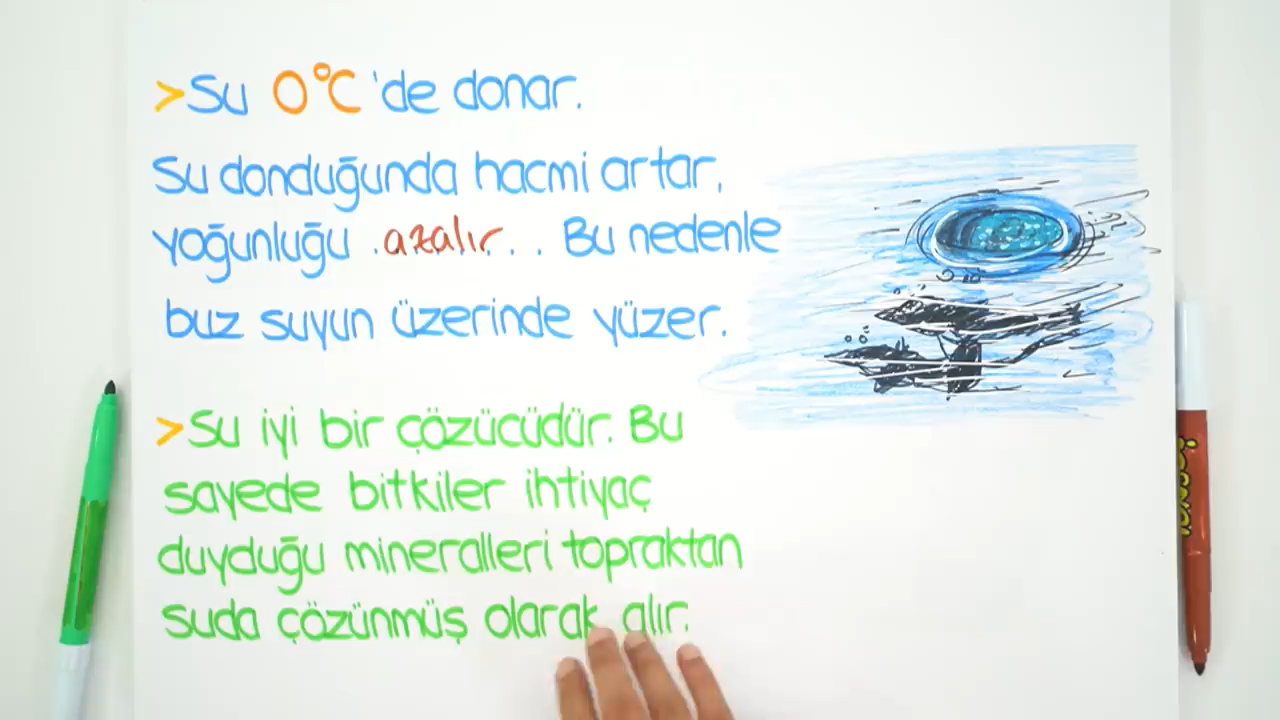 > Su 0°C 'de donar.
Su donduğunda hacmi artar,
yoğunluğu .azalır... Bu nedenle
buz suyun üzerinde yüzer.
> Su iyi bir çözücüdür. Bu
sayede bitkiler ihtiyaç
duyduğu mineralleri topraktan
suda çözünmüş olarak alır.